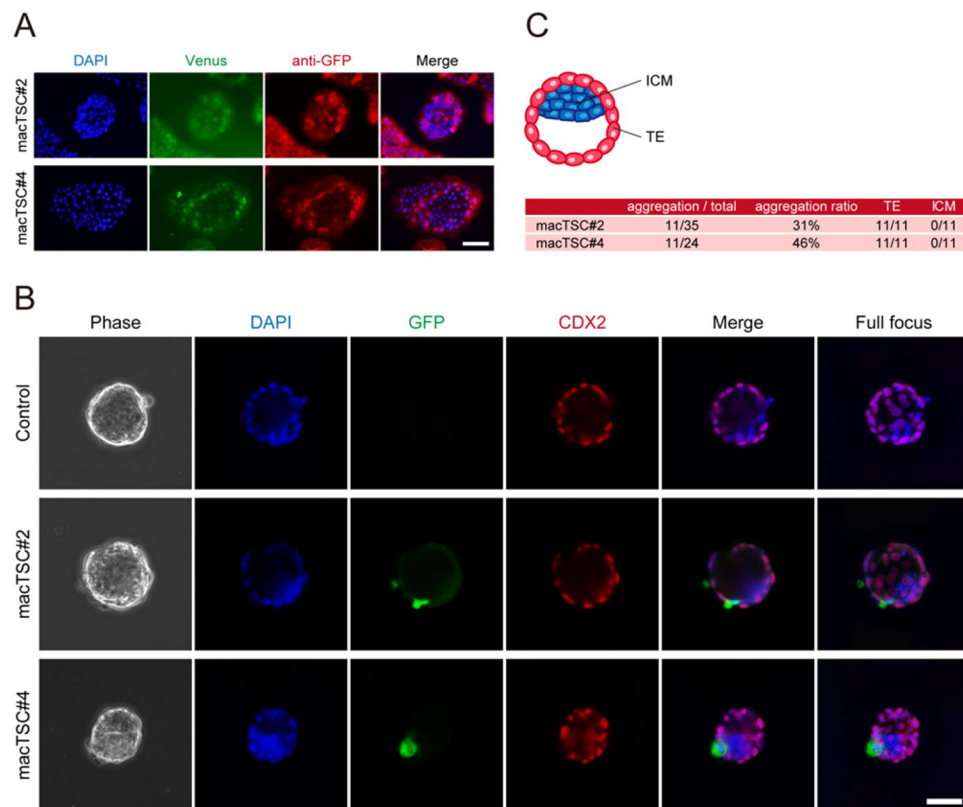 A
DAPI Venus anti-GFP Merge
macTSC#2
macTSC#4
C
ICM
TE
aggregation / total aggregation ratio TE ICM
macTSC#2 11/35 31% 11/11 0/11
macTSC#4 11/24 46% 11/11 0/11
B
Phase DAPI GFP CDX2 Merge Full focus
Control
macTSC#2
macTSC#4